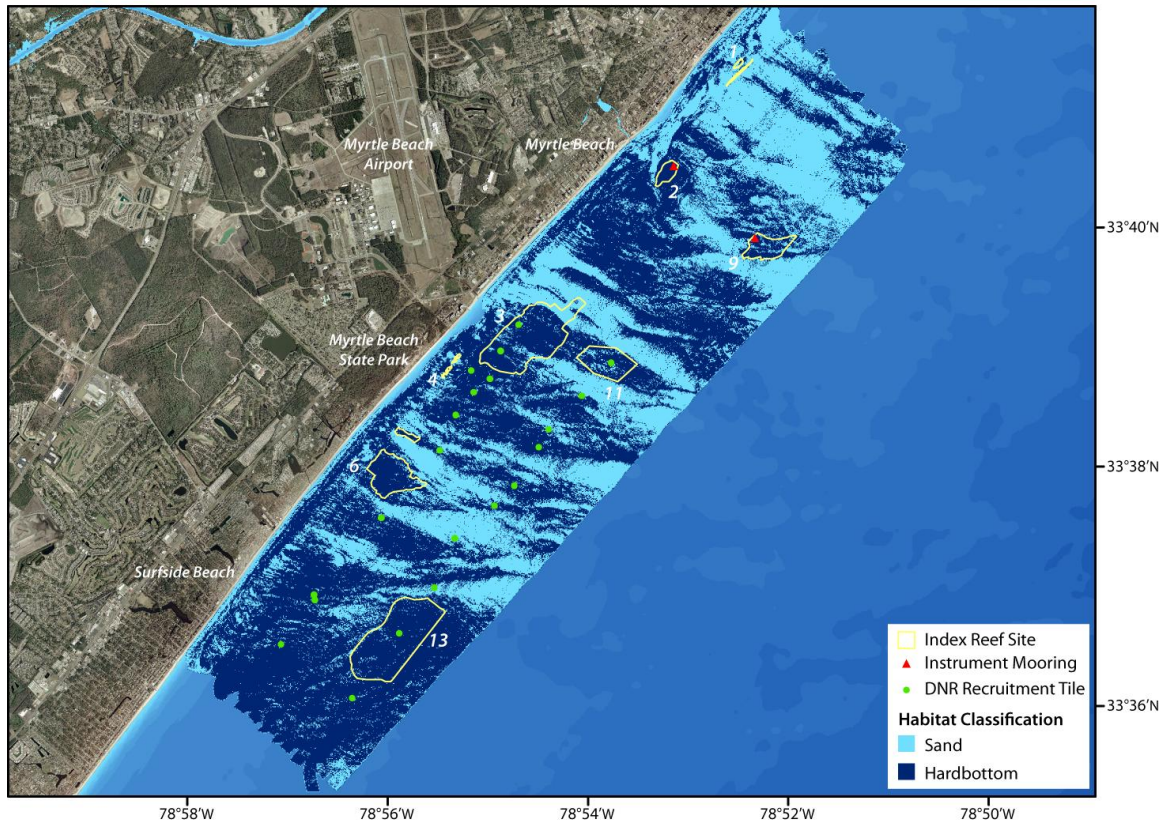 1
Myrtle Beach
Airport
Myrtle Beach
2
33°40'N
9
3
Myrtle Beach
State Park
4
11
33°38'N
6
Surfside Beach
13
Index Reef Site
Instrument Mooring
DNR Recruitment Tile
Habitat Classification
Sand
Hardbottom
33°36'N
78°58'W
78°56'W
78°54'W
78°52'W
78°50'W